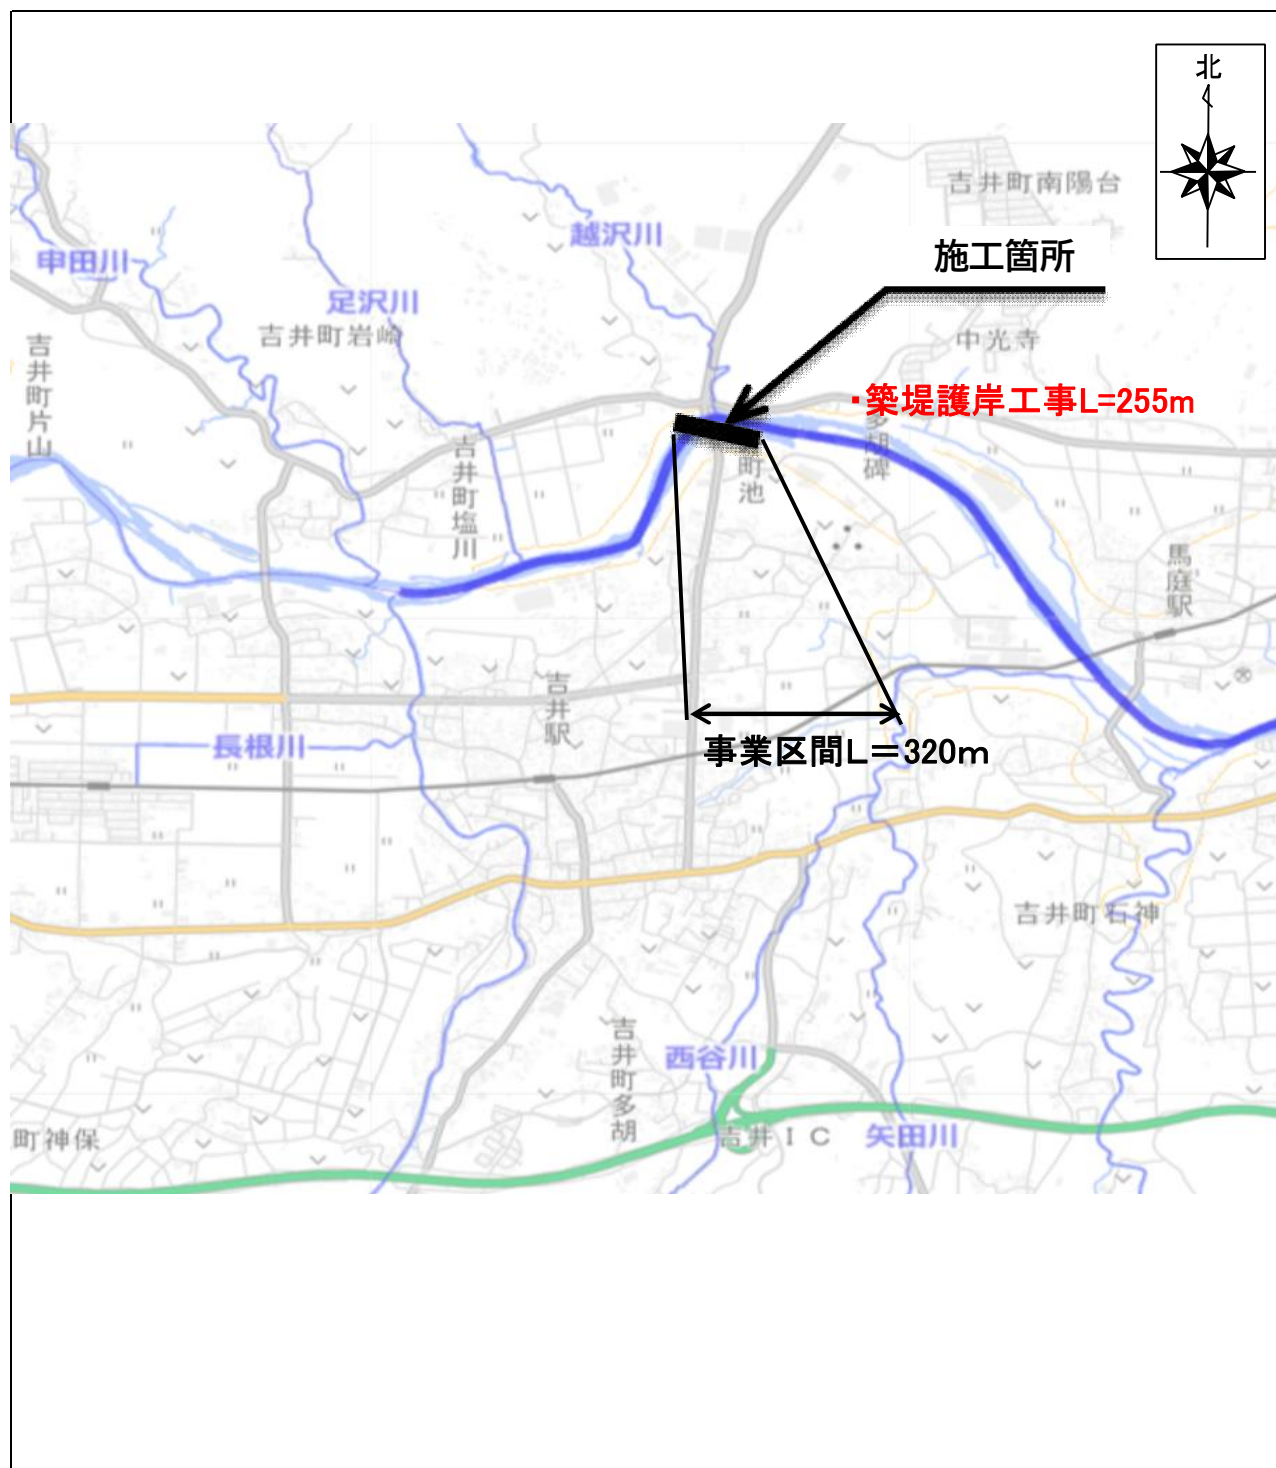 北
吉井町南陽台
越沢川
施工箇所
申田川
足沢川
吉井町岩崎
中光寺
吉井町片山
・築堤護岸工事L=255m
多胡碑
吉井町塩川
町池
馬庭駅
吉井駅
長根川
事業区間L＝320m
吉井町石神
吉井町多胡
西谷川
吉井IC
矢田川
町神保